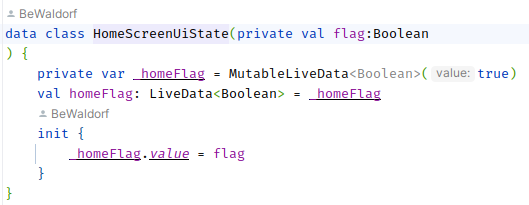 BeWaldorf
data class HomeScreenUiState(private val flag:Boolean
) {
    private var _homeFlag = MutableLiveData<Boolean>( value: true)
    val homeFlag: LiveData<Boolean> = _homeFlag
    BeWaldorf
    init {
        _homeFlag.value = flag
    }
}